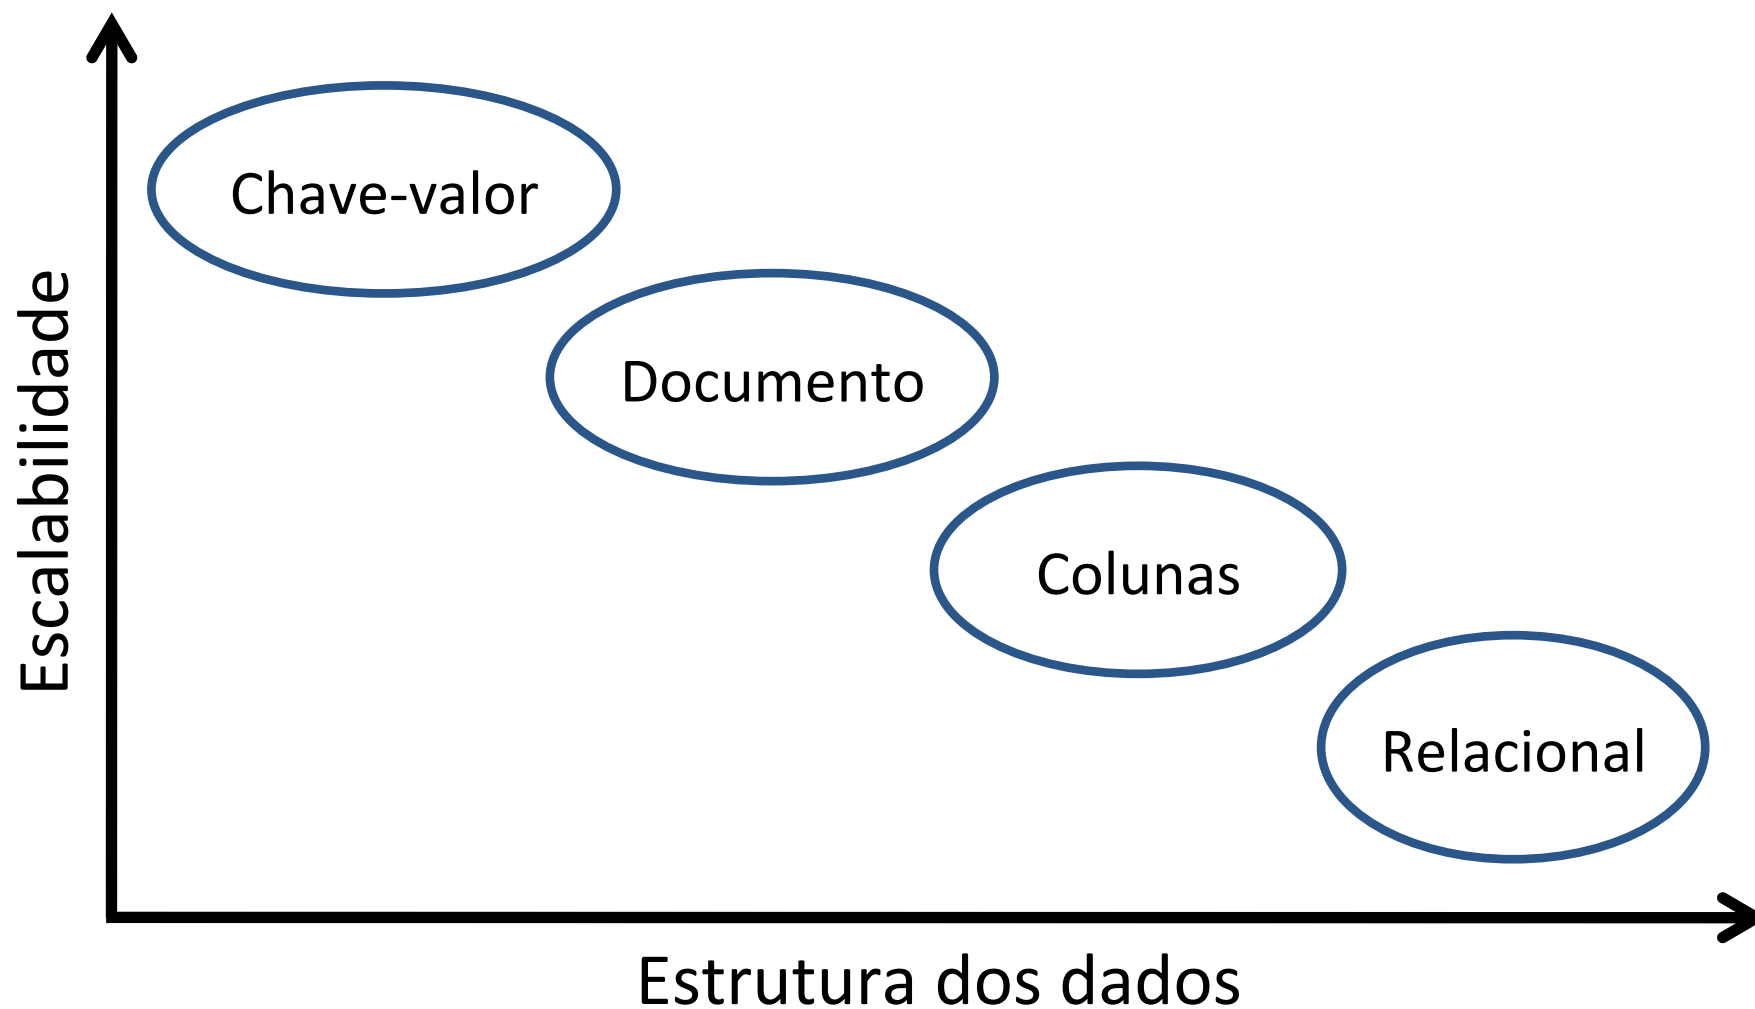 Escalabilidade
Chave-valor
Documento
Colunas
Relacional
Estrutura dos dados